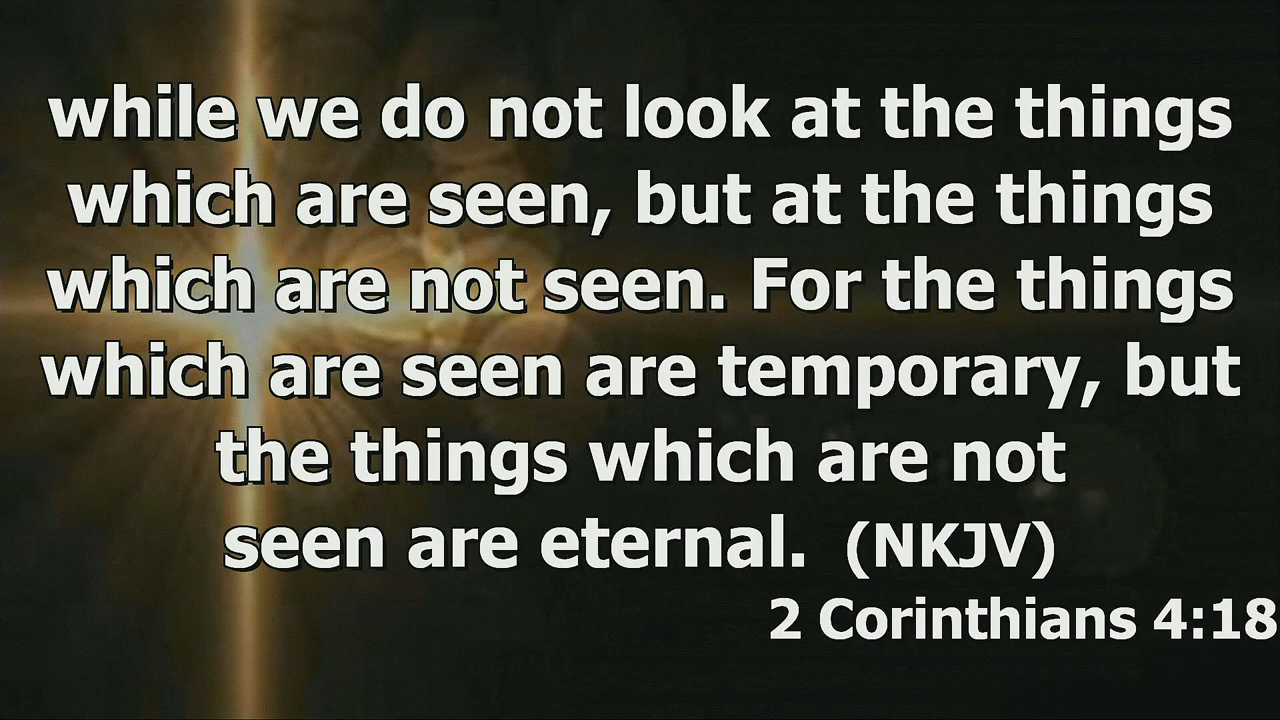 while we do not look at the things
which are seen, but at the things
which are not seen. For the things
which are seen are temporary, but
the things which are not
seen are eternal. (NKJV)
2 Corinthians 4:18